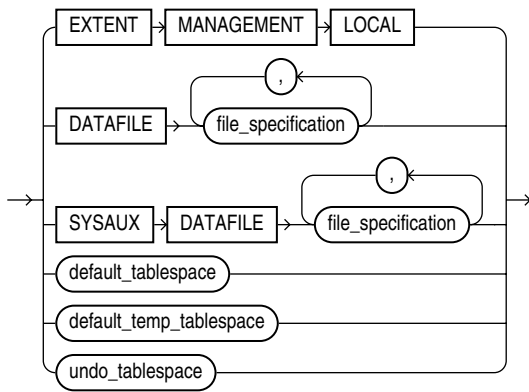 EXTENT MANAGEMENT LOCAL
,
DATAFILE file_specification
,
SYSAUX DATAFILE file_specification
default_tablespace
default_temp_tablespace
undo_tablespace